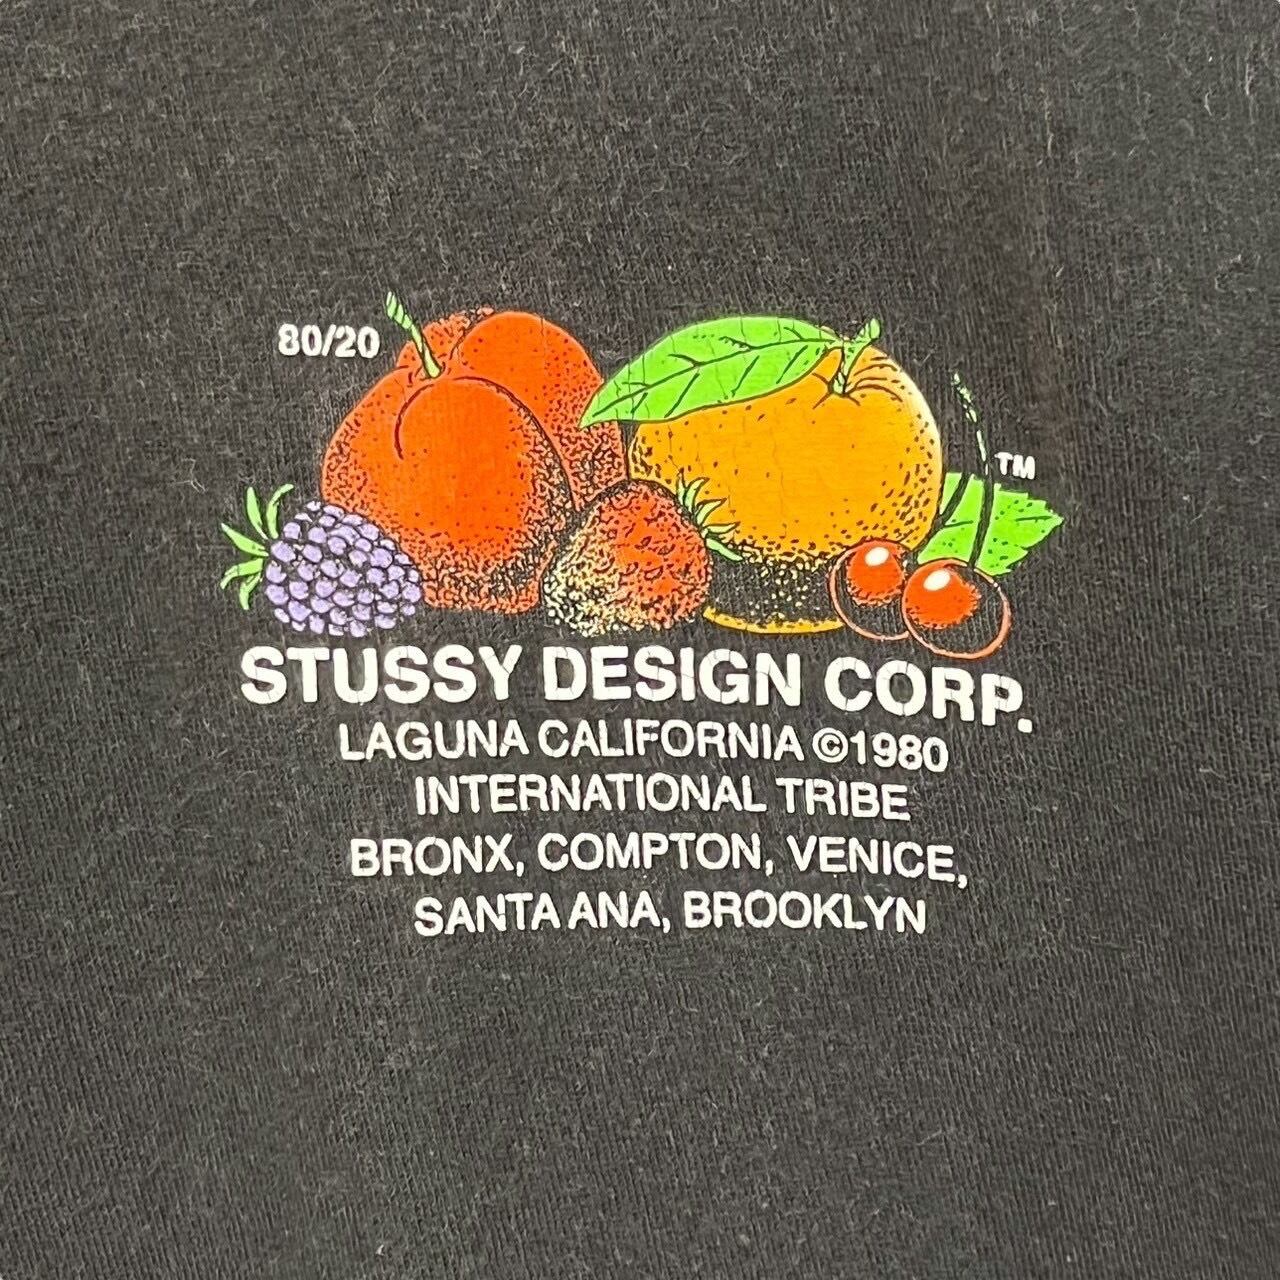 80/20
TM
STUSSY DESIGN CORP.
LAGUNA CALIFORNIA ©1980
INTERNATIONAL TRIBE
BRONX, COMPTON, VENICE,
SANTA ANA, BROOKLYN